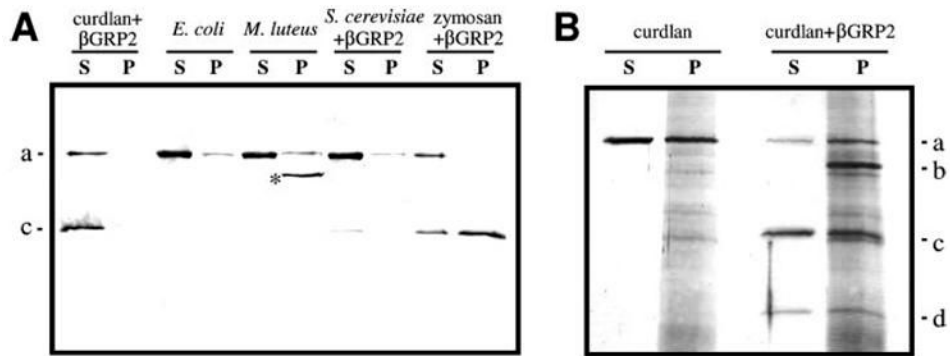 A
curdlan+ βGRP2
E. coli
M. luteus
S. cerevisiae +βGRP2
zymosan +βGRP2
S P S P S P S P S P
a -
*
c -
B
curdlan
curdlan+βGRP2
S P S P
- a
- b
- c
- d